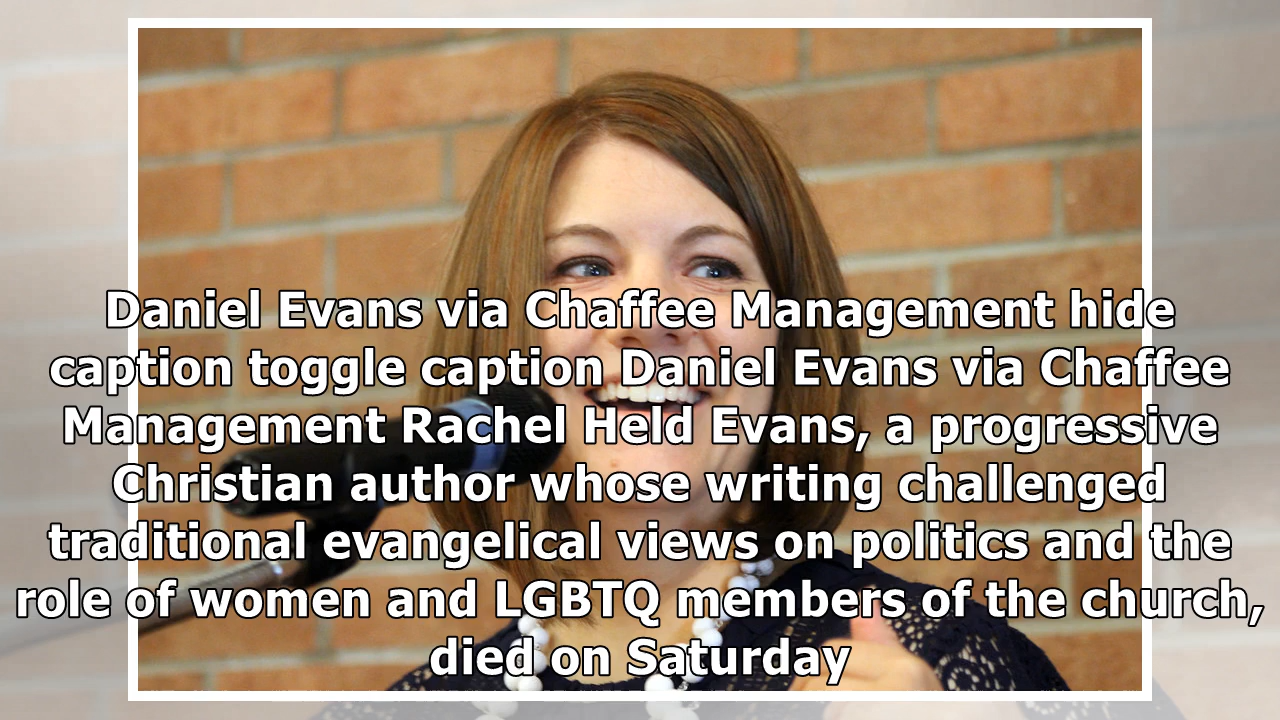 Daniel Evans via Chaffee Management hide
caption toggle caption Daniel Evans via Chaffee
Management Rachel Held Evans, a progressive
Christian author whose writing challenged
traditional evangelical views on politics and the
role of women and LGBTQ members of the church,
died on Saturday